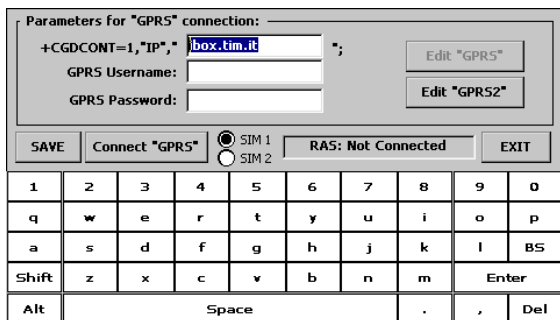 Parameters for "GPRS" connection:
+CGDCONT=1,"IP","ibox.tim.it";
Edit "GPRS"
GPRS Username:
GPRS Password:
Edit "GPRS2"
SAVE Connect "GPRS" SIM 1 SIM 2 RAS: Not Connected EXIT
1 2 3 4 5 6 7 8 9 0
q w e r t y u i o p
a s d f g h j k l BS
Shift z x c v b n m Enter
Alt Space . , Del